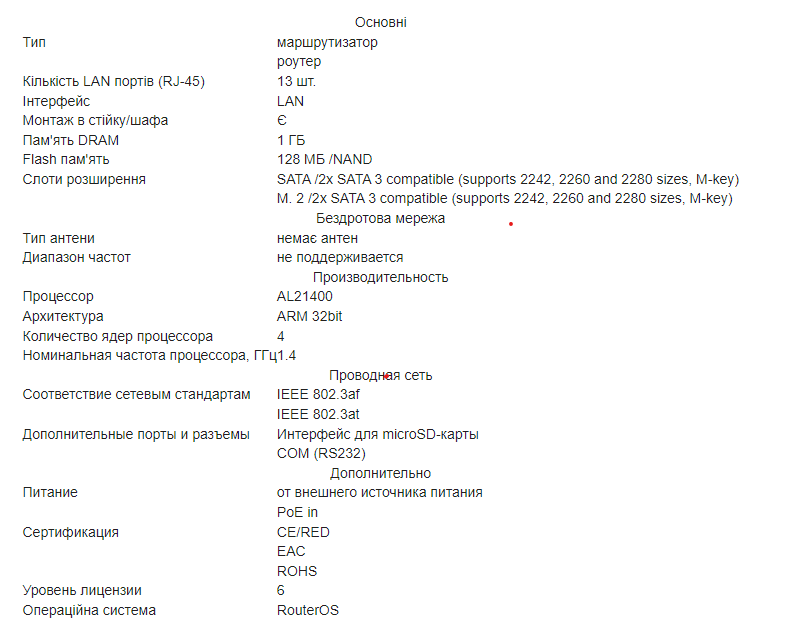 Основні
Тип маршрутизатор
роутер
Кількість LAN портів (RJ-45) 13 шт.
Інтерфейс LAN
Монтаж в стійку/шафа Є
Пам'ять DRAM 1 ГБ
Flash пам'ять 128 МБ /NAND
Слоти розширення SATA /2x SATA 3 compatible (supports 2242, 2260 and 2280 sizes, M-key)
M. 2 /2x SATA 3 compatible (supports 2242, 2260 and 2280 sizes, M-key)
Бездротова мережа
Тип антени немає антен
Диапазон частот не поддерживается
Производительность
Процессор AL21400
Архитектура ARM 32bit
Количество ядер процессора 4
Номинальная частота процессора, ГГц1.4
Проводная сеть
Соответствие сетевым стандартам IEEE 802.3af
IEEE 802.3at
Дополнительные порты и разъемы Интерфейс для microSD-карты
COM (RS232)
Дополнительно
Питание от внешнего источника питания
PoE in
Сертификация CE/RED
EAC
ROHS
Уровень лицензии 6
Операційна система RouterOS